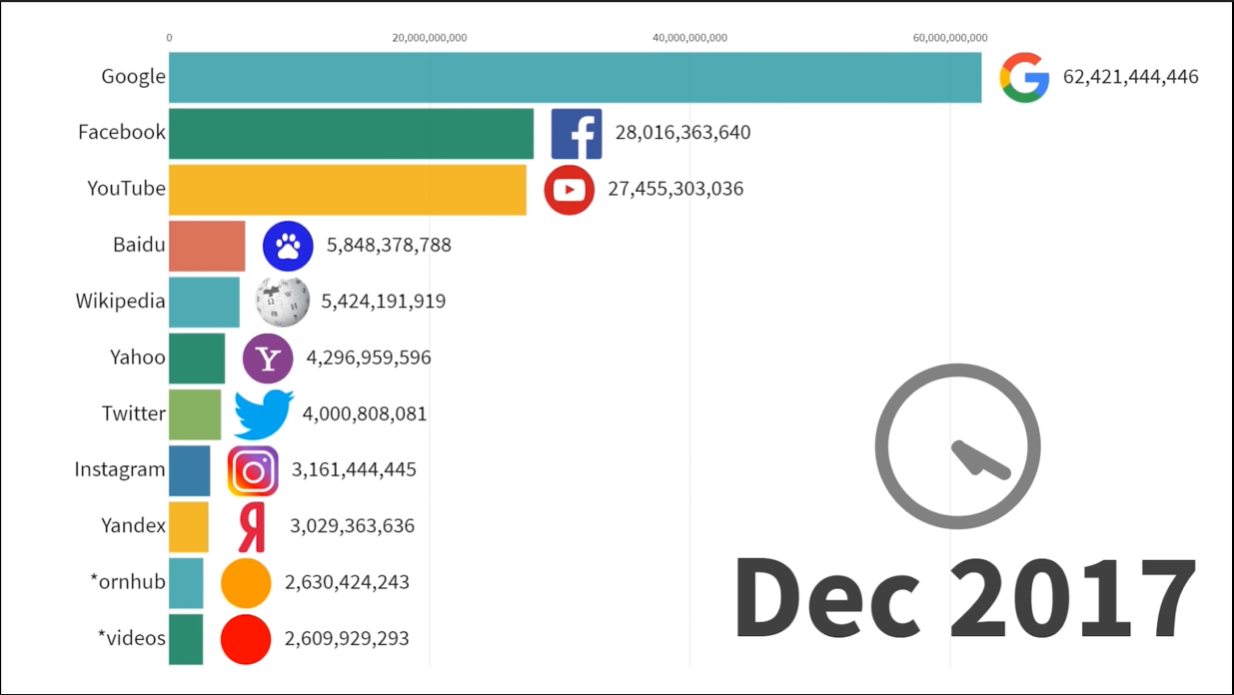 0 20,000,000,000 40,000,000,000 60,000,000,000
Google 62,421,444,446
Facebook f 28,016,363,640
YouTube 27,455,303,036
Baidu 5,848,378,788
Wikipedia 5,424,191,919
Yahoo Y 4,296,959,596
Twitter 4,000,808,081
Instagram 3,161,444,445
Yandex Я 3,029,363,636
*ornhub 2,630,424,243
*videos 2,609,929,293
Dec 2017